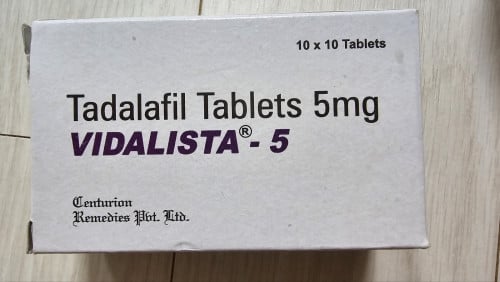 10 x 10 Tablets
Tadalafil Tablets 5mg
VIDALISTA® - 5
Centurion
Remedies Pvt. Ltd.